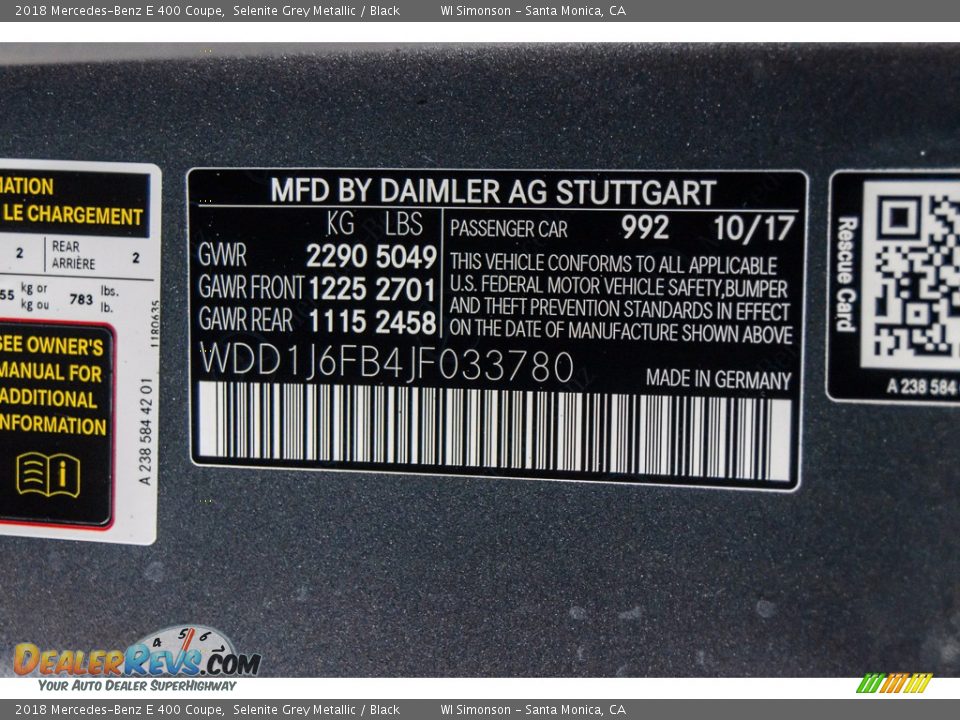 2018 Mercedes-Benz E 400 Coupe, Selenite Grey Metallic / Black WI Simonson - Santa Monica, CA
MATION
LE CHARGEMENT
2 REAR ARRIÈRE 2
55 kg or kg ou 783 lbs. lb.
SEE OWNER'S
MANUAL FOR
ADDITIONAL
INFORMATION
1180635
A 238 584 42 01
MFD BY DAIMLER AG STUTTGART
KG LBS
GVWR 2290 5049
GAWR FRONT 1225 2701
GAWR REAR 1115 2458
PASSENGER CAR 992 10/17
THIS VEHICLE CONFORMS TO ALL APPLICABLE
U.S. FEDERAL MOTOR VEHICLE SAFETY,BUMPER
AND THEFT PREVENTION STANDARDS IN EFFECT
ON THE DATE OF MANUFACTURE SHOWN ABOVE
WDD1J6FB4JF033780
MADE IN GERMANY
Rescue Card
A 238 584
4 5 6
DEALERREVS.COM
YOUR AUTO DEALER SUPERHIGHWAY
2018 Mercedes-Benz E 400 Coupe, Selenite Grey Metallic / Black WI Simonson - Santa Monica, CA